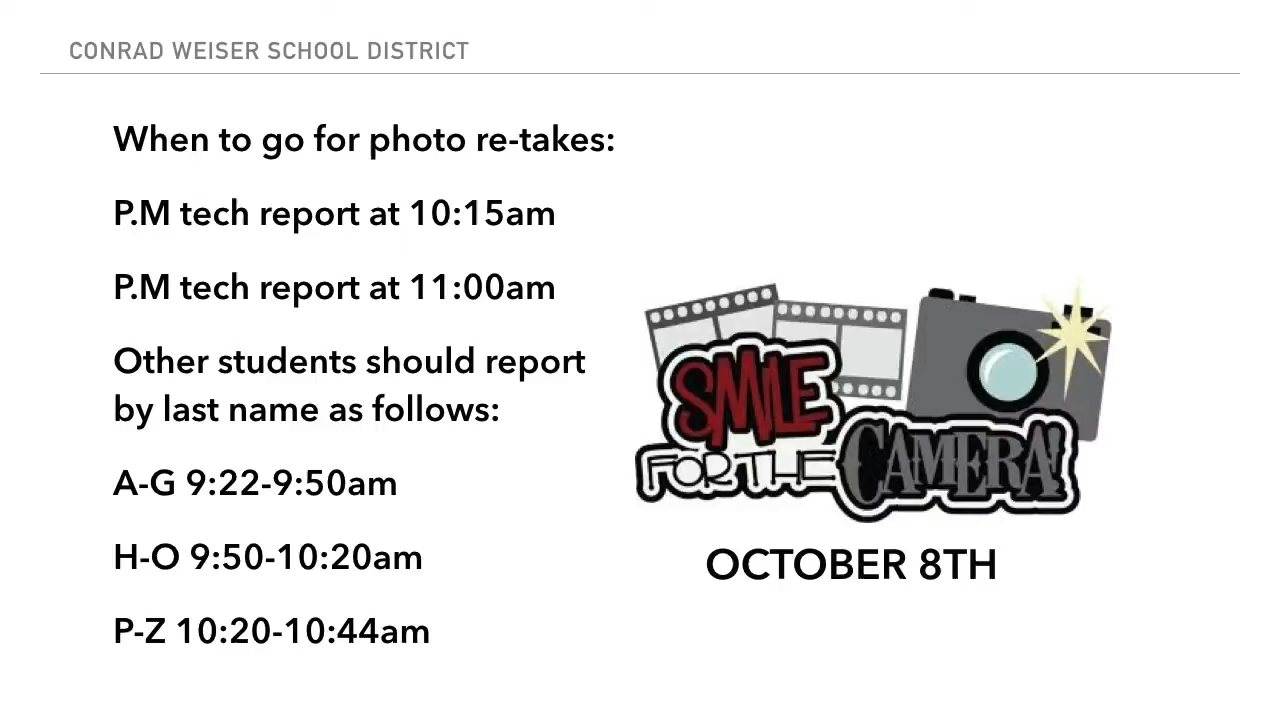 CONRAD WEISER SCHOOL DISTRICT
When to go for photo re-takes:
P.M tech report at 10:15am
P.M tech report at 11:00am
Other students should report
by last name as follows:
A-G 9:22-9:50am
H-O 9:50-10:20am
P-Z 10:20-10:44am
SMILE
FOR THE CAMERA!
OCTOBER 8TH